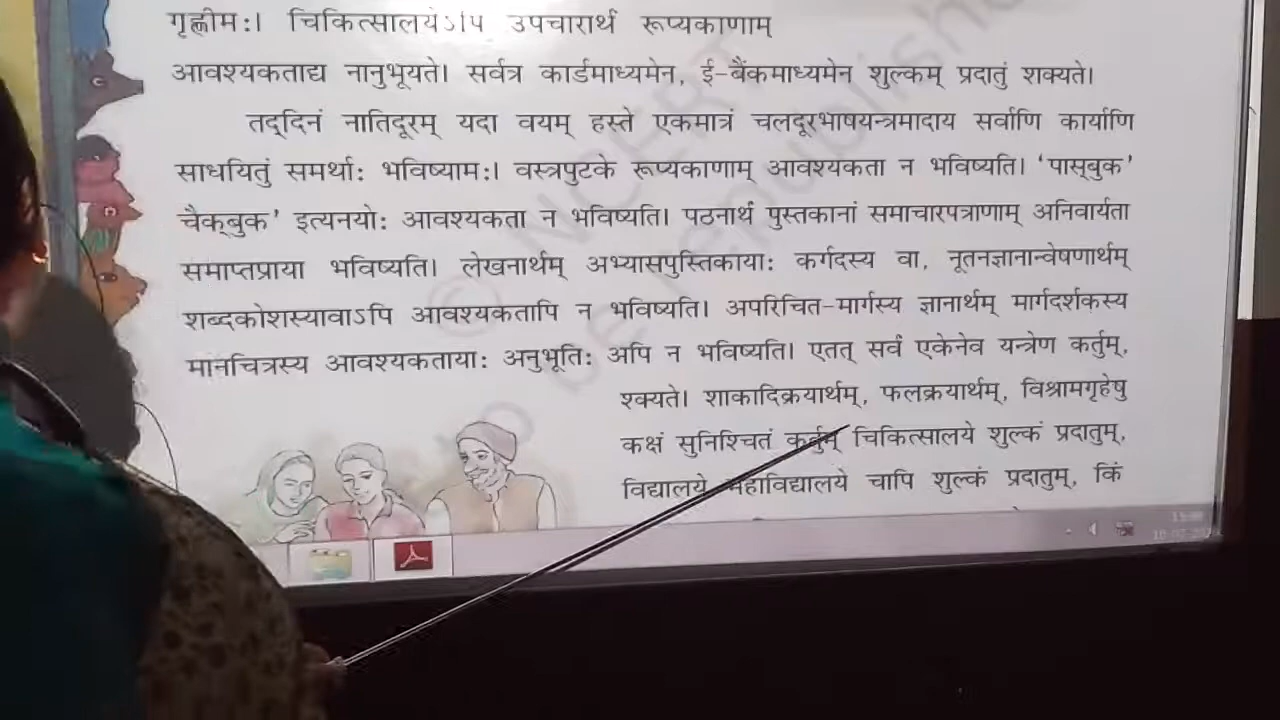 गृह्णीमः। चिकित्सालयेऽपि उपचारार्थं रूप्यकाणाम्
आवश्यकताद्य नानुभूयते। सर्वत्र कार्डमाध्यमेन, ई-बैंकमाध्यमेन शुल्कम् प्रदातुं शक्यते।
तद्दिनं नातिदूरम् यदा वयम् हस्ते एकमात्रं चलदूरभाषयन्त्रमादाय सर्वाणि कार्याणि
साधयितुं समर्थाः भविष्यामः। वस्त्रपुटके रूप्यकाणाम् आवश्यकता न भविष्यति। ‘पास्‌बुक’
चैक्‌बुक’ इत्यनयोः आवश्यकता न भविष्यति। पठनार्थं पुस्तकानां समाचारपत्राणाम् अनिवार्यता
समाप्तप्राया भविष्यति। लेखनार्थम् अभ्यासपुस्तिकायाः कर्गदस्य वा, नूतनज्ञानान्वेषणार्थम्
शब्दकोशस्यावाऽपि आवश्यकतापि न भविष्यति। अपरिचित-मार्गस्य ज्ञानार्थम् मार्गदर्शकस्य
मानचित्रस्य आवश्यकतायाः अनुभूतिः अपि न भविष्यति। एतत् सर्वं एकेनेव यन्त्रेण कर्तुम्,
श्क्यते। शाकादिक्रयार्थम्, फलक्रयार्थम्, विश्रामगृहेषु
कक्षं सुनिश्चितं कर्तुम् चिकित्सालये शुल्कं प्रदातुम्,
विद्यालये महाविद्यालये चापि शुल्कं प्रदातुम्, किं
© NCERT
to be republished